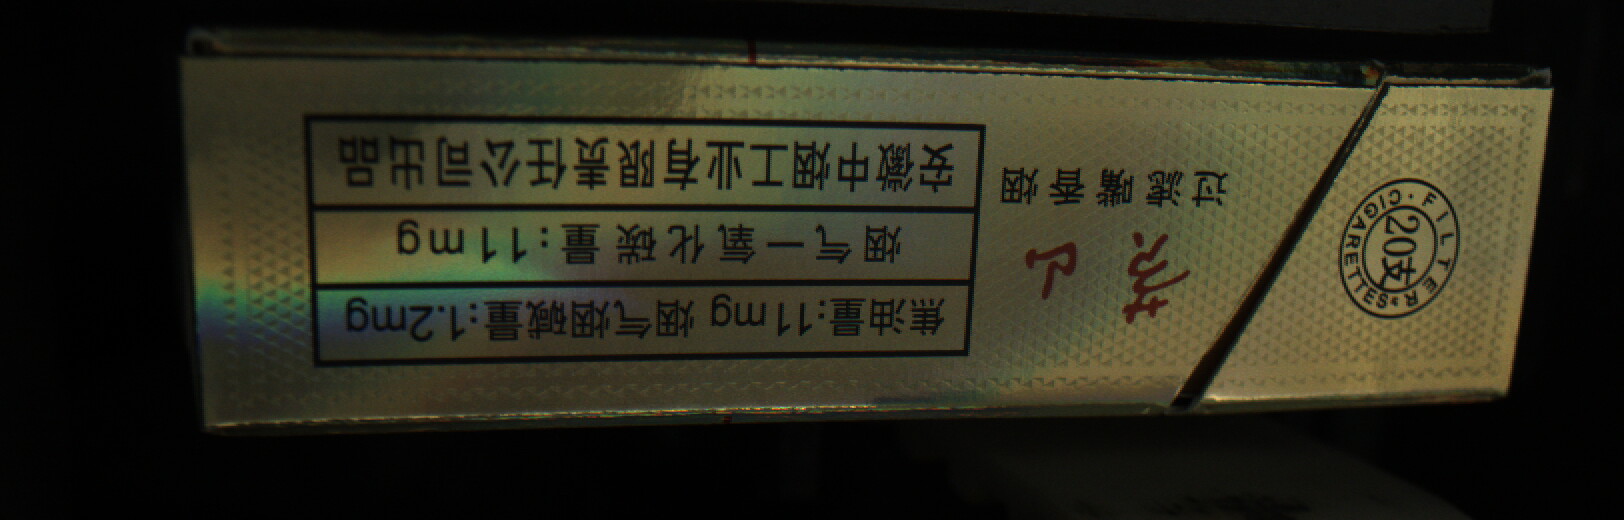 FILTER CIGARETTES
20支
黄山
过滤嘴香烟
焦油量:11mg 烟气烟碱量:1.2mg
烟气一氧化碳量:11mg
安徽中烟工业有限责任公司出品